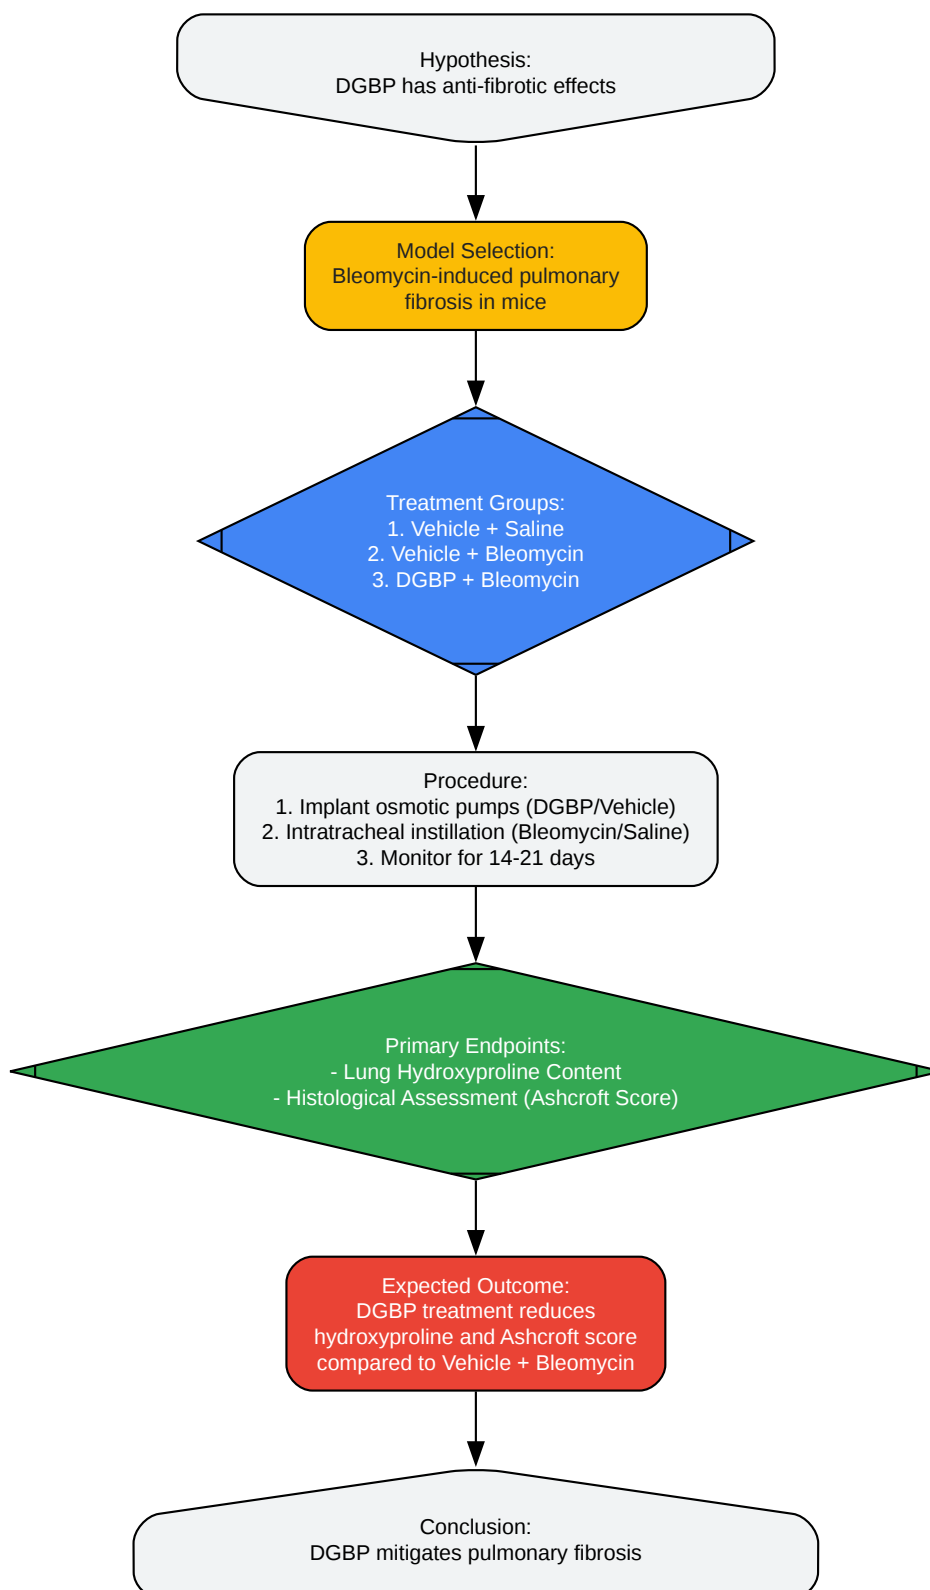 Hypothesis:
DGBP has anti-fibrotic effects
Model Selection:
Bleomycin-induced pulmonary
fibrosis in mice
Treatment Groups:
1. Vehicle + Saline
2. Vehicle + Bleomycin
3. DGBP + Bleomycin
Procedure:
1. Implant osmotic pumps (DGBP/Vehicle)
2. Intratracheal instillation (Bleomycin/Saline)
3. Monitor for 14-21 days
Primary Endpoints:
- Lung Hydroxyproline Content
- Histological Assessment (Ashcroft Score)
Expected Outcome:
DGBP treatment reduces
hydroxyproline and Ashcroft score
compared to Vehicle + Bleomycin
Conclusion:
DGBP mitigates pulmonary fibrosis